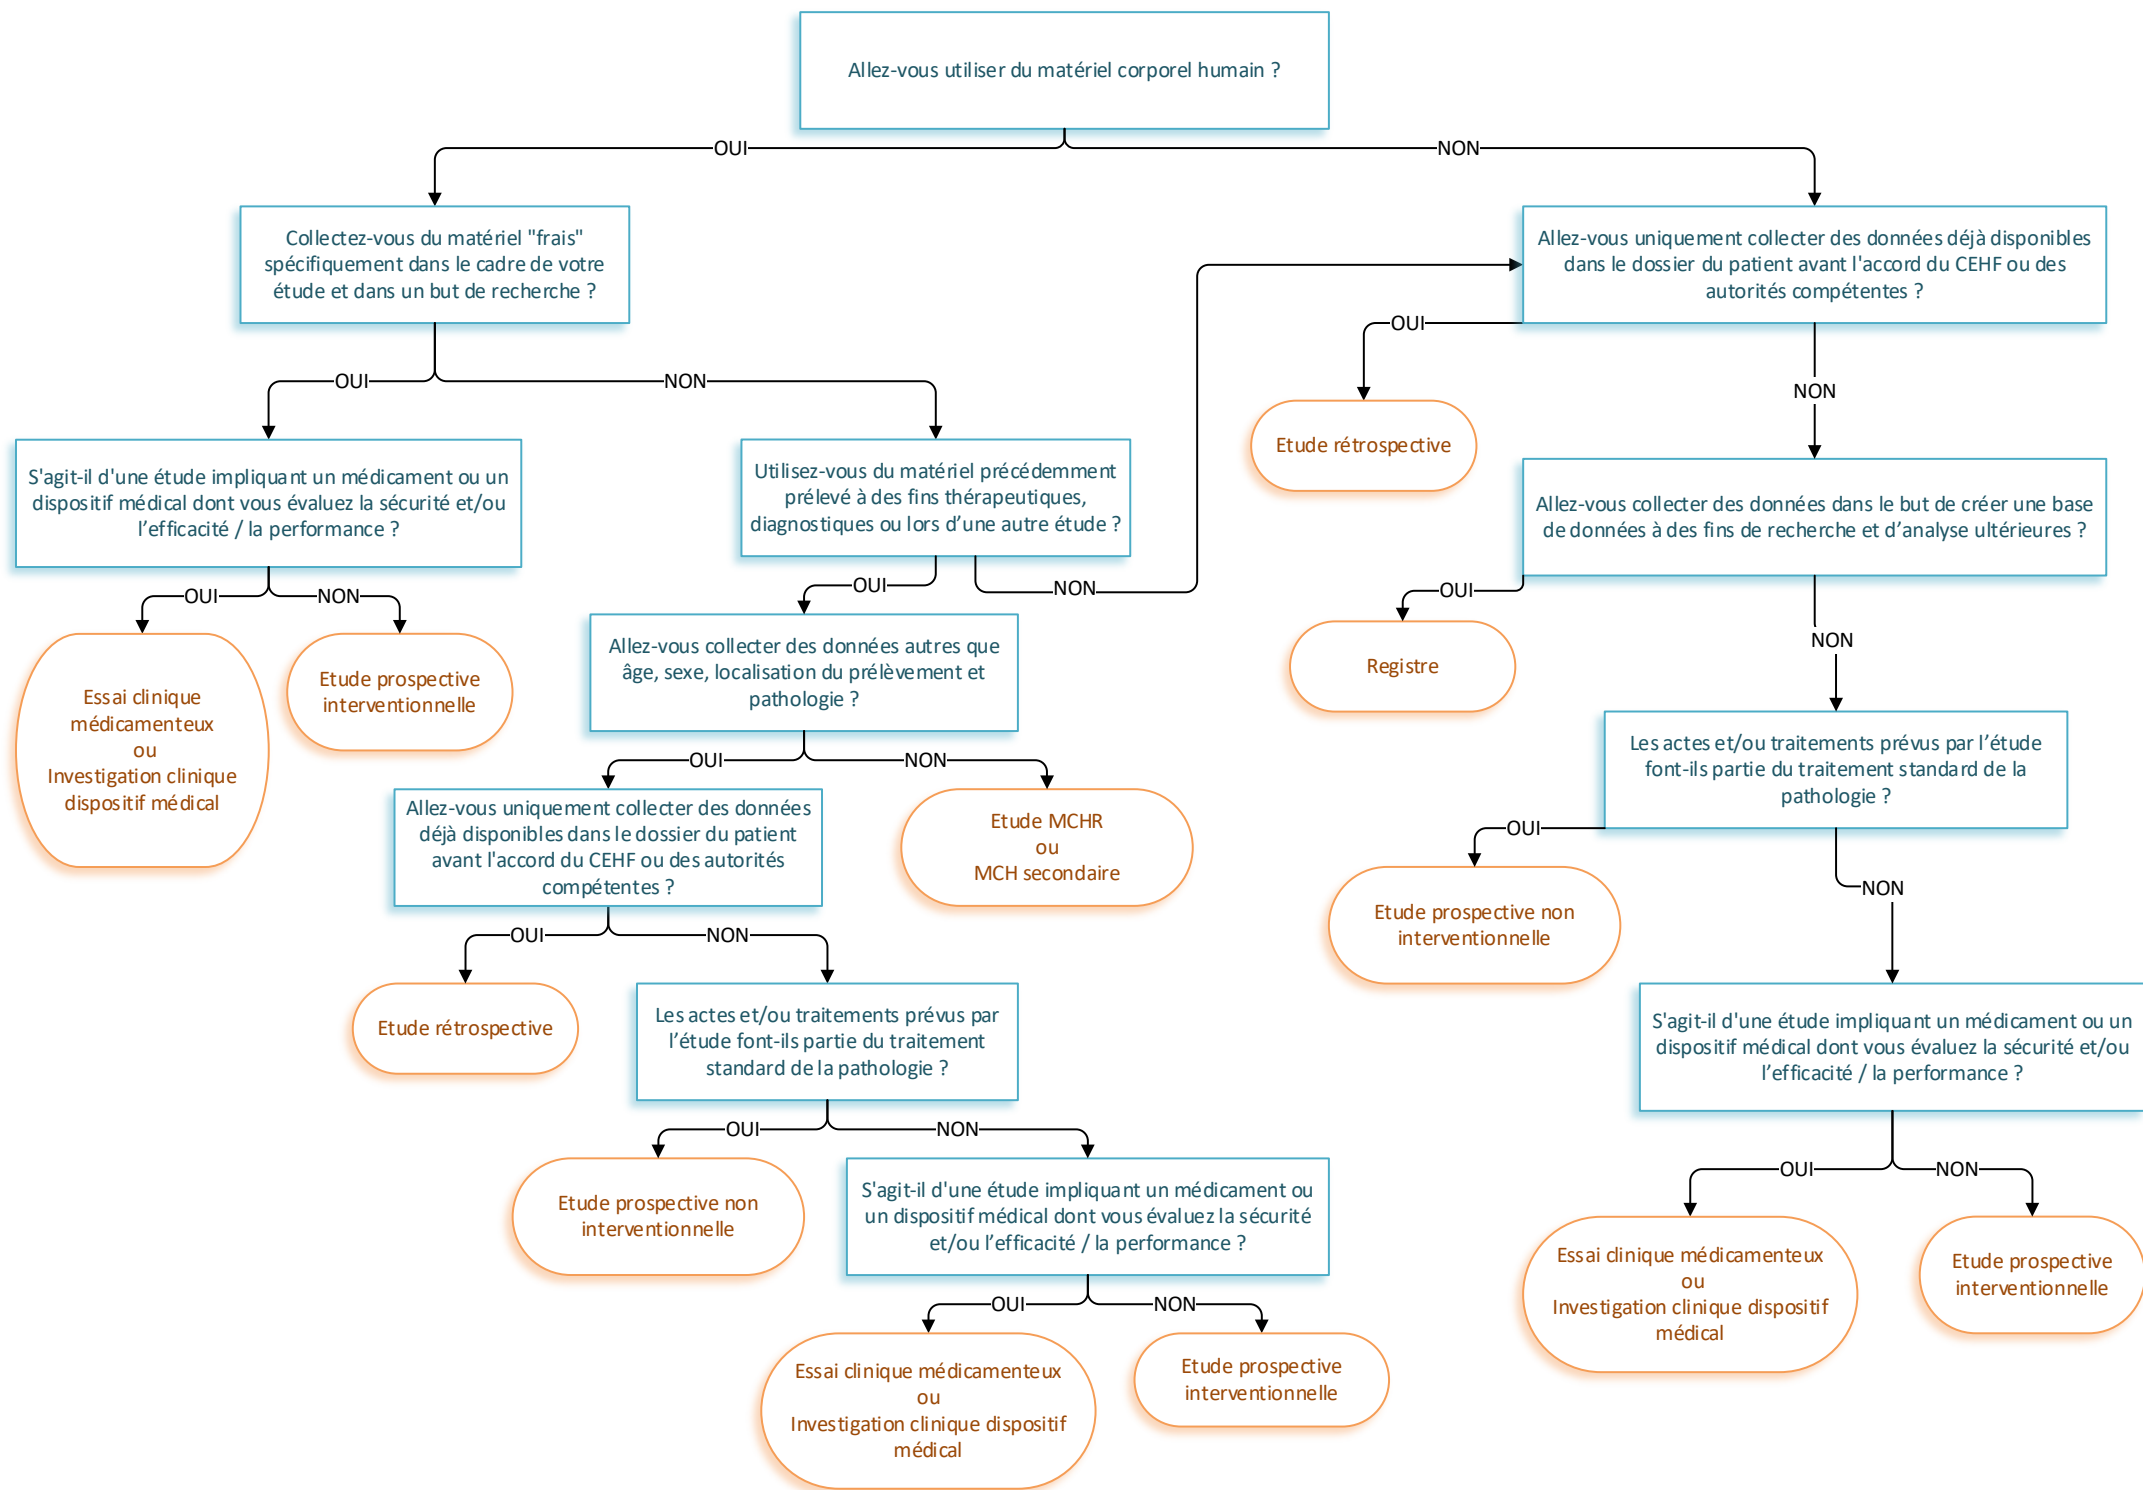 Allez-vous utiliser du matériel corporel humain ?
OUI
NON
Collectez-vous du matériel "frais"
spécifiquement dans le cadre de votre
étude et dans un but de recherche ?
Allez-vous uniquement collecter des données déjà disponibles
dans le dossier du patient avant l'accord du CEHF ou des
autorités compétentes ?
OUI
NON
OUI
NON
Etude rétrospective
S'agit-il d'une étude impliquant un médicament ou un
dispositif médical dont vous évaluez la sécurité et/ou
l'efficacité / la performance ?
Utilisez-vous du matériel précédemment
prélevé à des fins thérapeutiques,
diagnostiques ou lors d'une autre étude ?
Allez-vous collecter des données dans le but de créer une base
de données à des fins de recherche et d'analyse ultérieures ?
OUI
NON
OUI
NON
OUI
NON
Essai clinique
médicamenteux
ou
Investigation clinique
dispositif médical
Etude prospective
interventionnelle
Allez-vous collecter des données autres que
âge, sexe, localisation du prélèvement et
pathologie ?
Registre
OUI
NON
Les actes et/ou traitements prévus par l'étude
font-ils partie du traitement standard de la
pathologie ?
Allez-vous uniquement collecter des données
déjà disponibles dans le dossier du patient
avant l'accord du CEHF ou des autorités
compétentes ?
Etude MCHR
ou
MCH secondaire
OUI
NON
Etude prospective non
interventionnelle
OUI
NON
Etude rétrospective
Les actes et/ou traitements prévus par
l'étude font-ils partie du traitement
standard de la pathologie ?
S'agit-il d'une étude impliquant un médicament ou un
dispositif médical dont vous évaluez la sécurité et/ou
l'efficacité / la performance ?
OUI
NON
OUI
NON
Etude prospective non
interventionnelle
S'agit-il d'une étude impliquant un médicament ou
un dispositif médical dont vous évaluez la sécurité
et/ou l'efficacité / la performance ?
Essai clinique médicamenteux
ou
Investigation clinique dispositif
médical
Etude prospective
interventionnelle
OUI
NON
Essai clinique médicamenteux
ou
Investigation clinique dispositif
médical
Etude prospective
interventionnelle